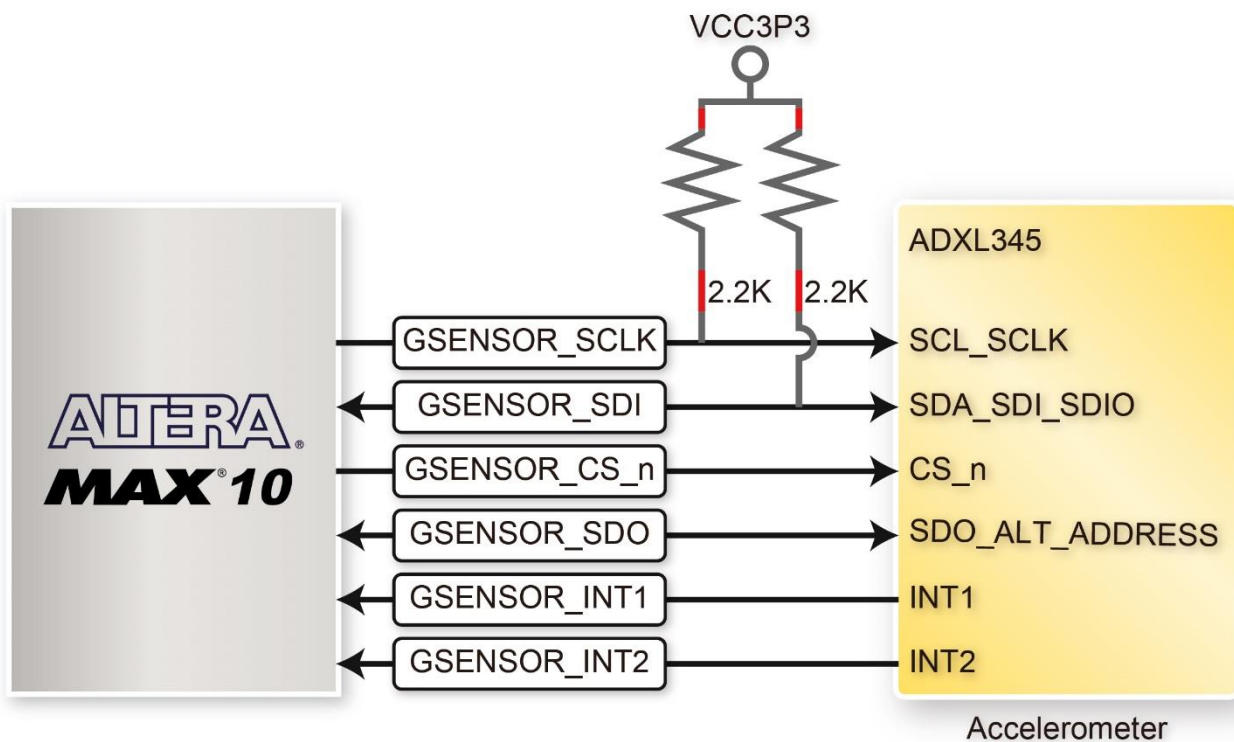 VCC3P3
ADXL345
2.2K 2.2K
GSENSOR_SCLK SCL_SCLK
GSENSOR_SDI SDA_SDI_SDIO
ALTERA®
MAX®10
GSENSOR_CS_n CS_n
GSENSOR_SDO SDO_ALT_ADDRESS
GSENSOR_INT1 INT1
GSENSOR_INT2 INT2
Accelerometer